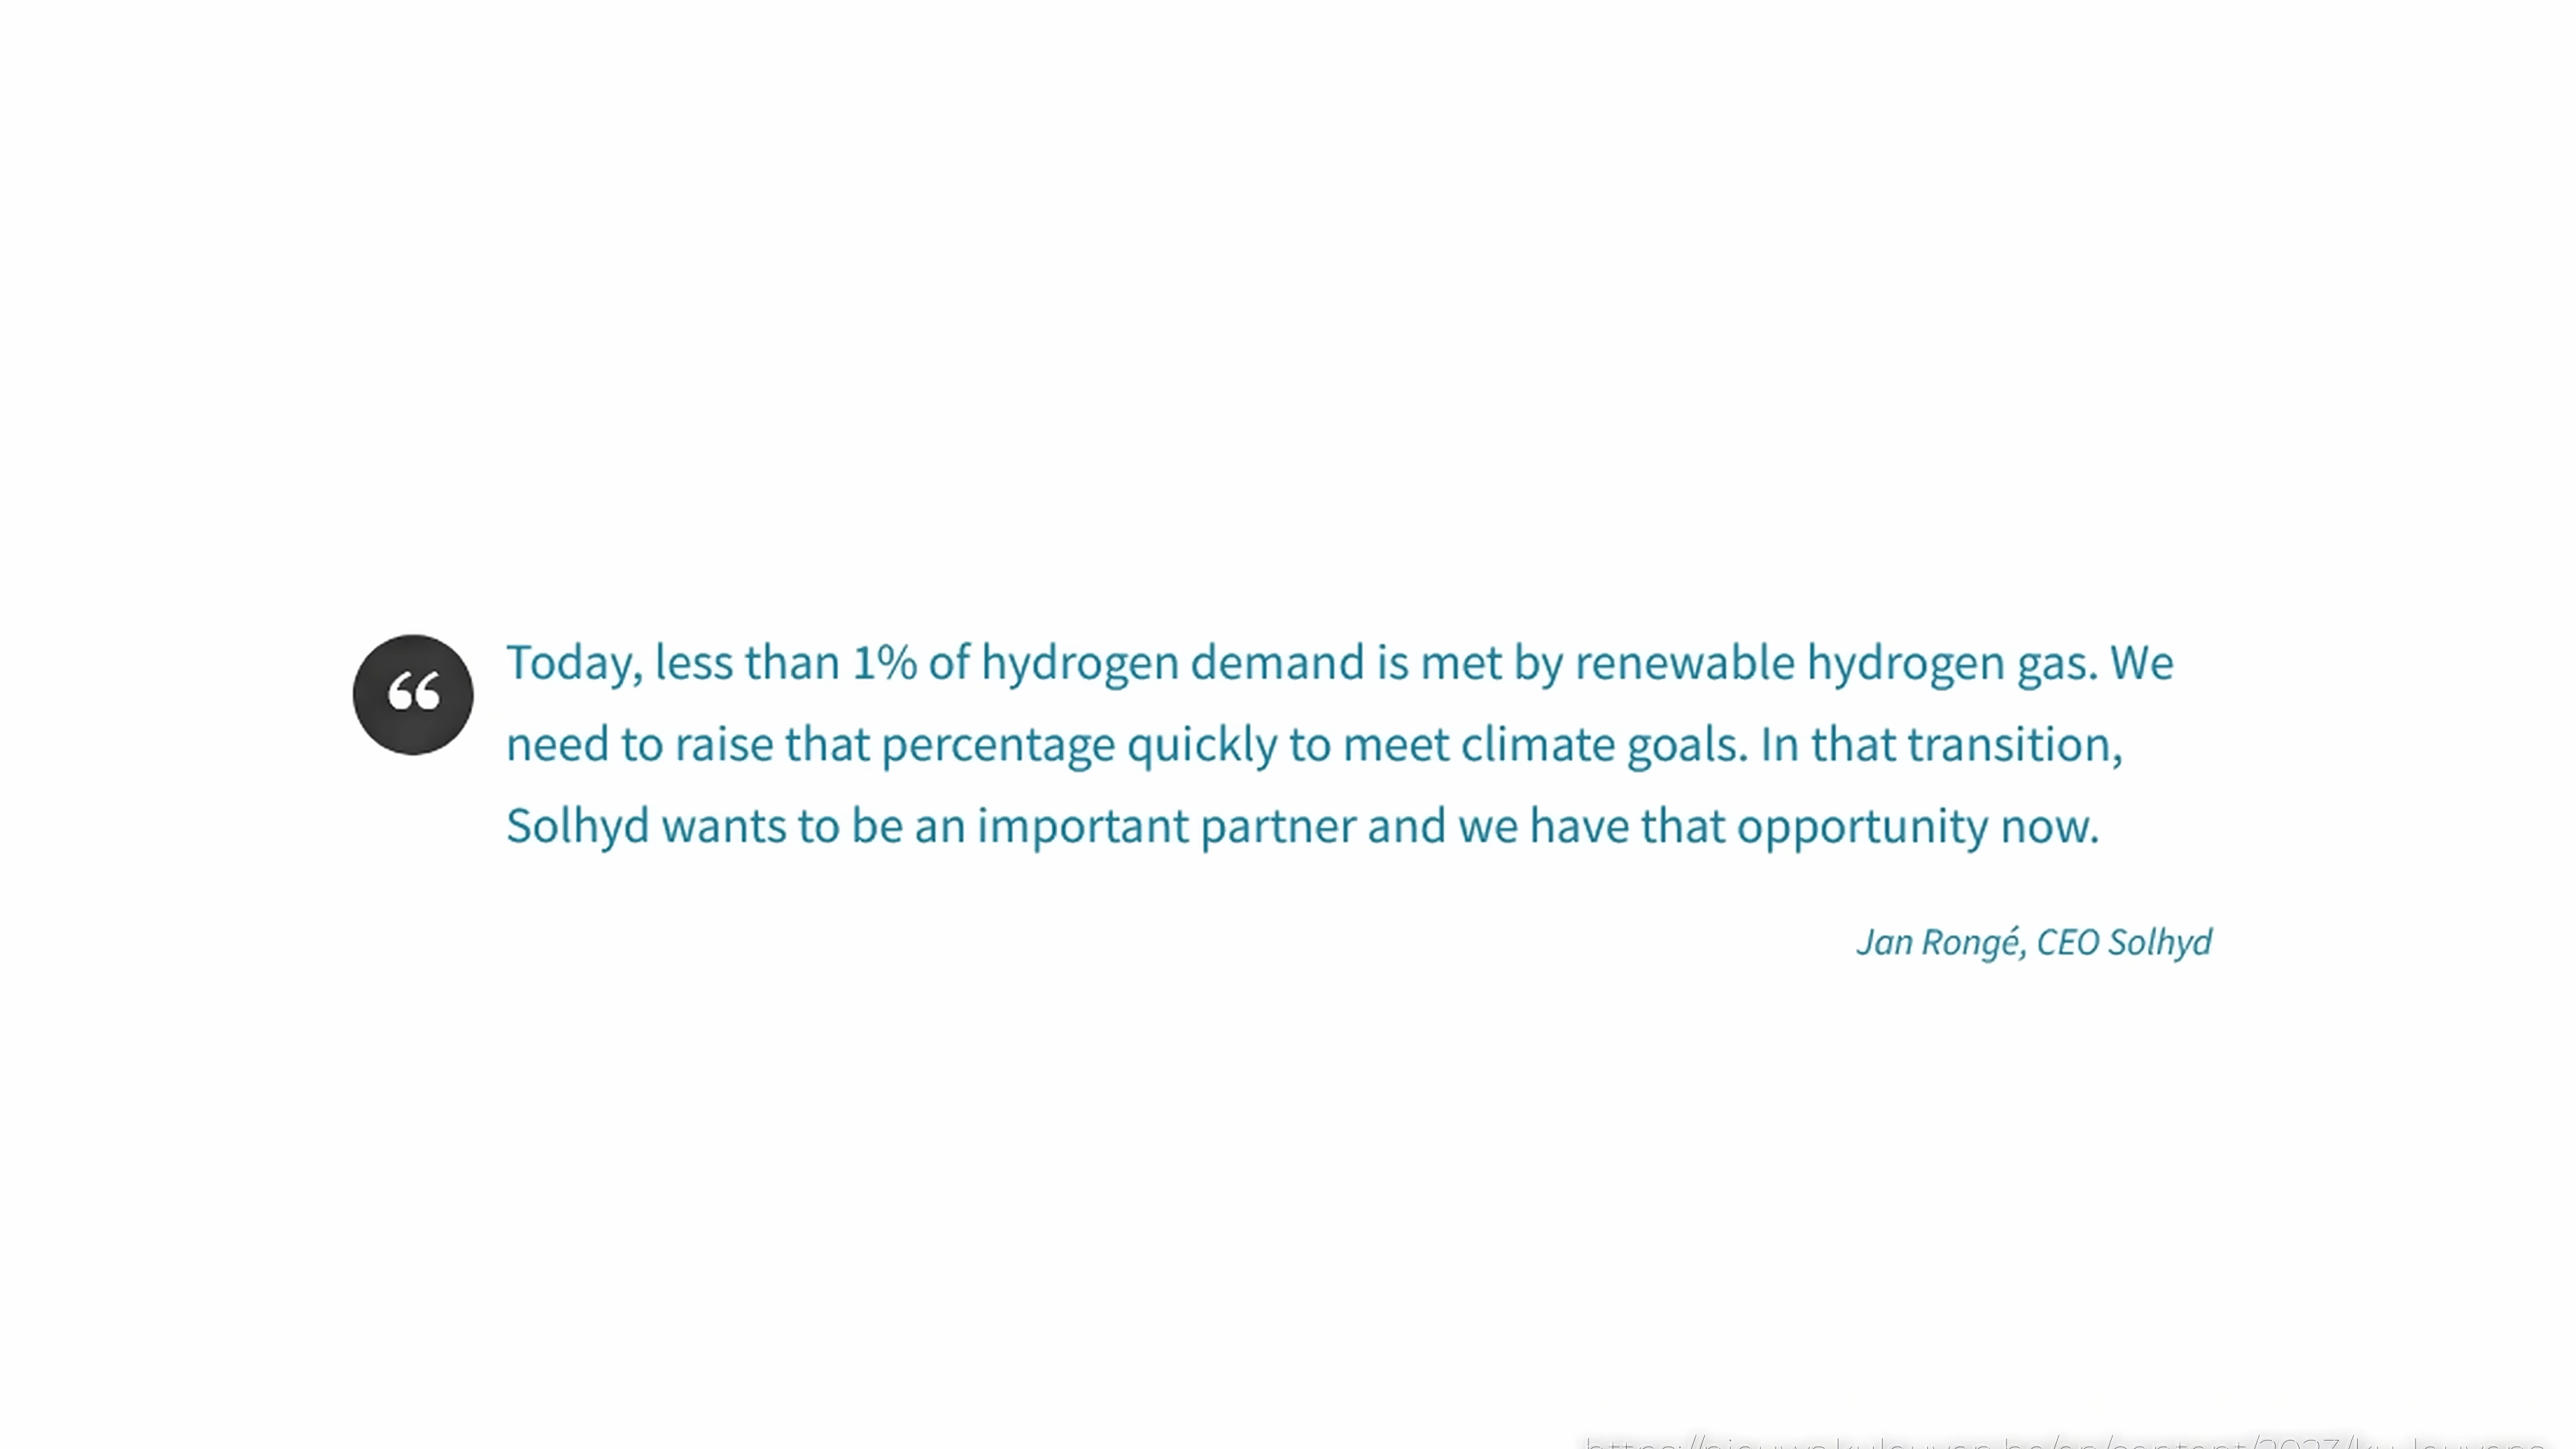 “
Today, less than 1% of hydrogen demand is met by renewable hydrogen gas. We
need to raise that percentage quickly to meet climate goals. In that transition,
Solhyd wants to be an important partner and we have that opportunity now.
Jan Rongé, CEO Solhyd